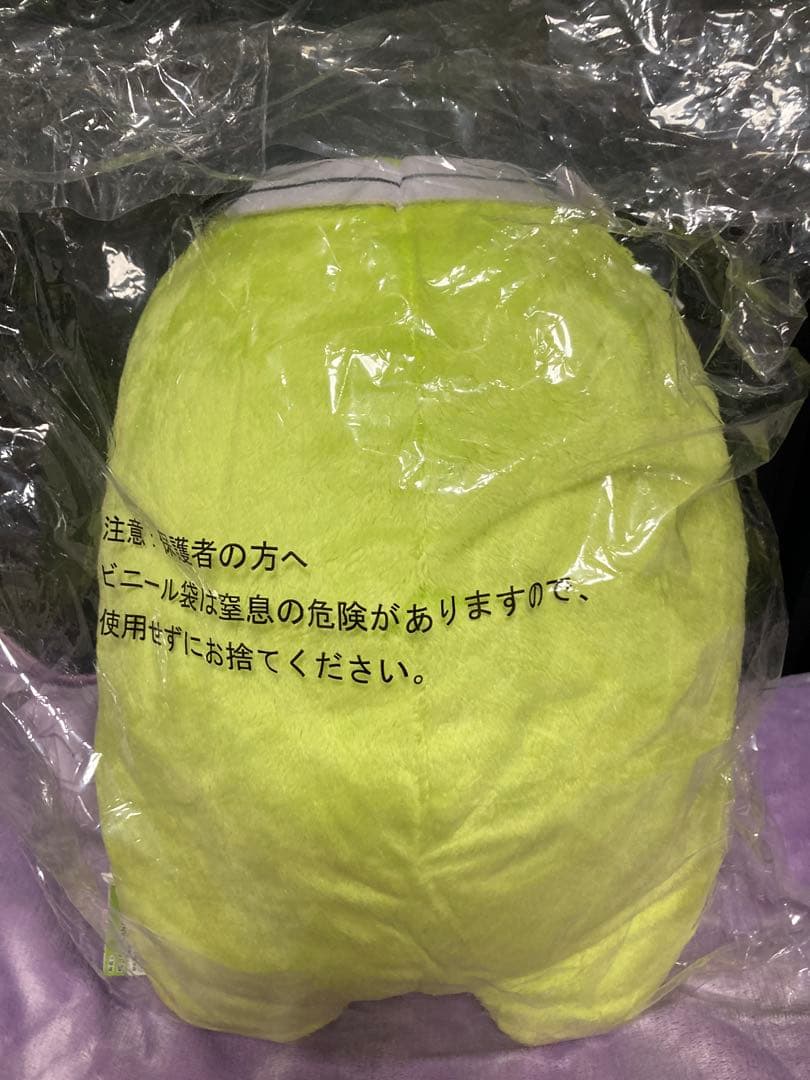 注意：保護者の方へ
ビニール袋は窒息の危険がありますので、
使用せずにお捨てください。